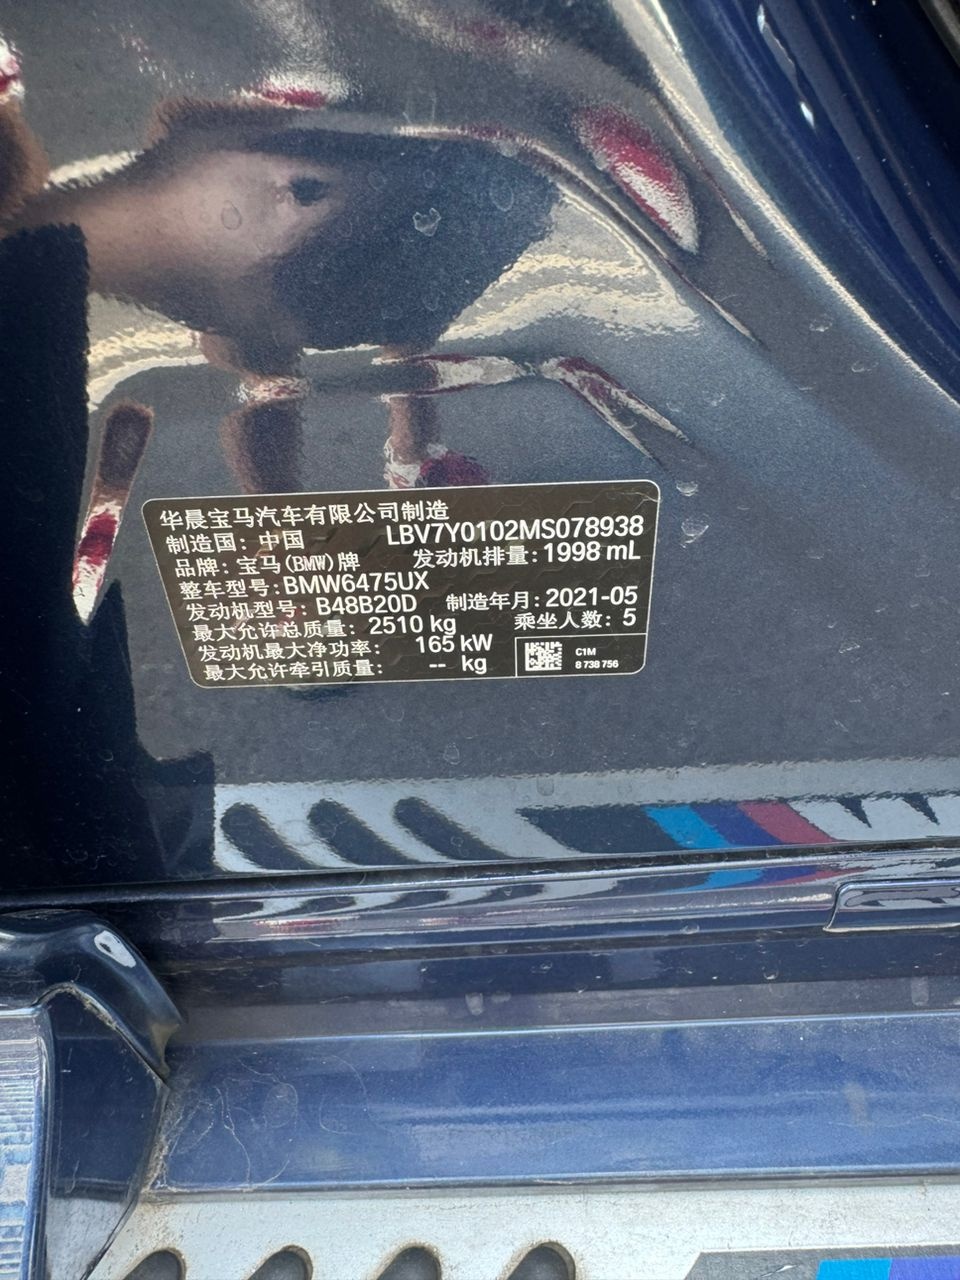 华晨宝马汽车有限公司制造
制造国: 中国 LBV7Y0102MS078938
品牌: 宝马(BMW)牌 发动机排量: 1998 mL
整车型号: BMW6475UX
发动机型号: B48B20D 制造年月: 2021-05
最大允许总质量: 2510 kg 乘坐人数: 5
发动机最大净功率: 165 kW
最大允许牵引质量: -- kg
C1M
8 738 756